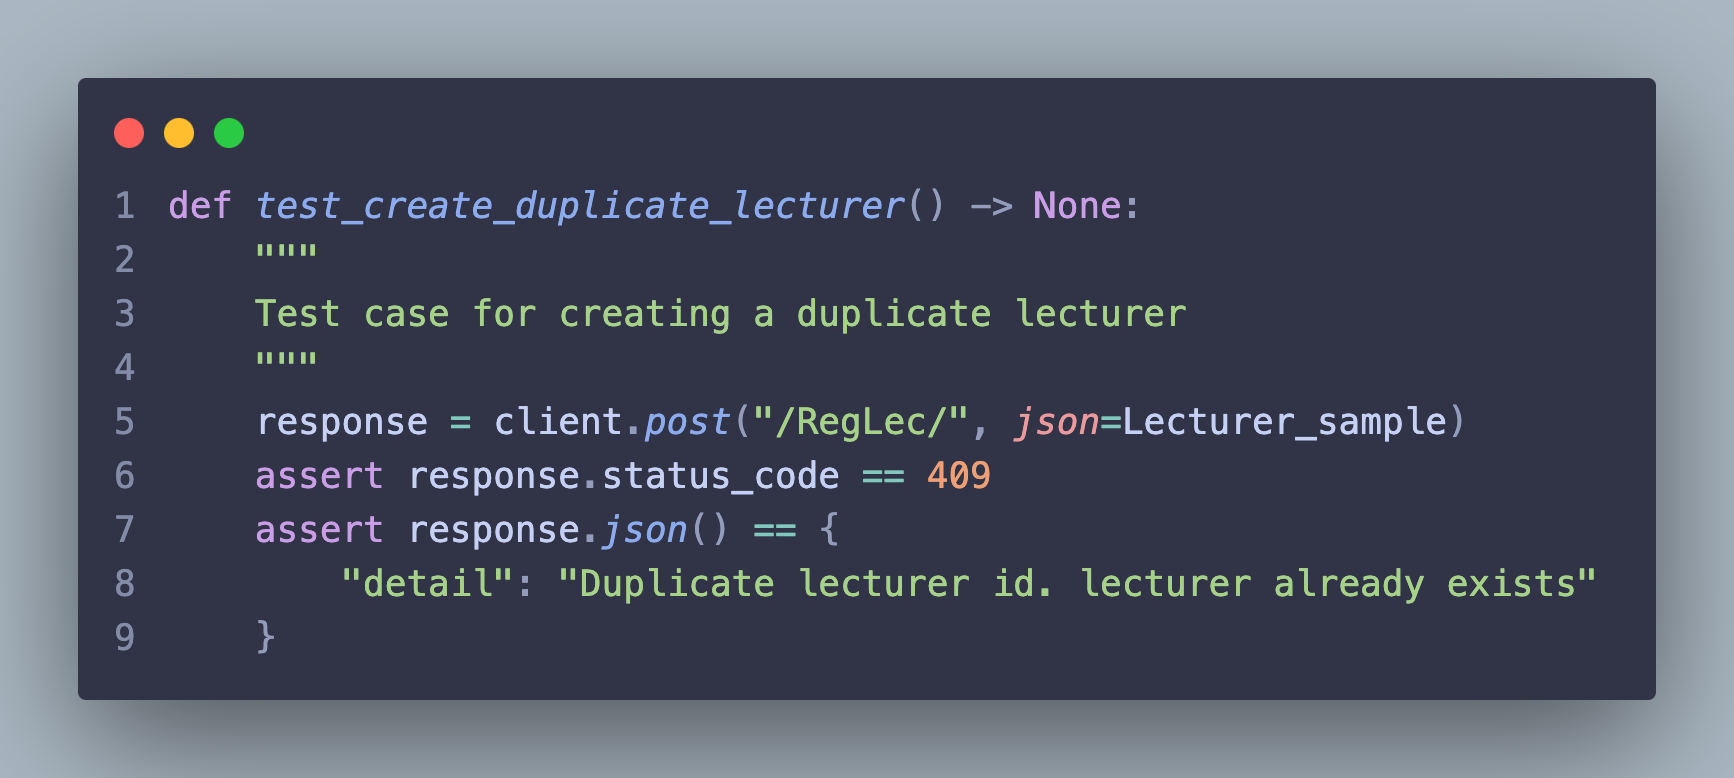 1 def test_create_duplicate_lecturer() -> None:
2     """
3     Test case for creating a duplicate lecturer
4     """
5     response = client.post("/RegLec/", json=Lecturer_sample)
6     assert response.status_code == 409
7     assert response.json() == {
8         "detail": "Duplicate lecturer id. lecturer already exists"
9     }